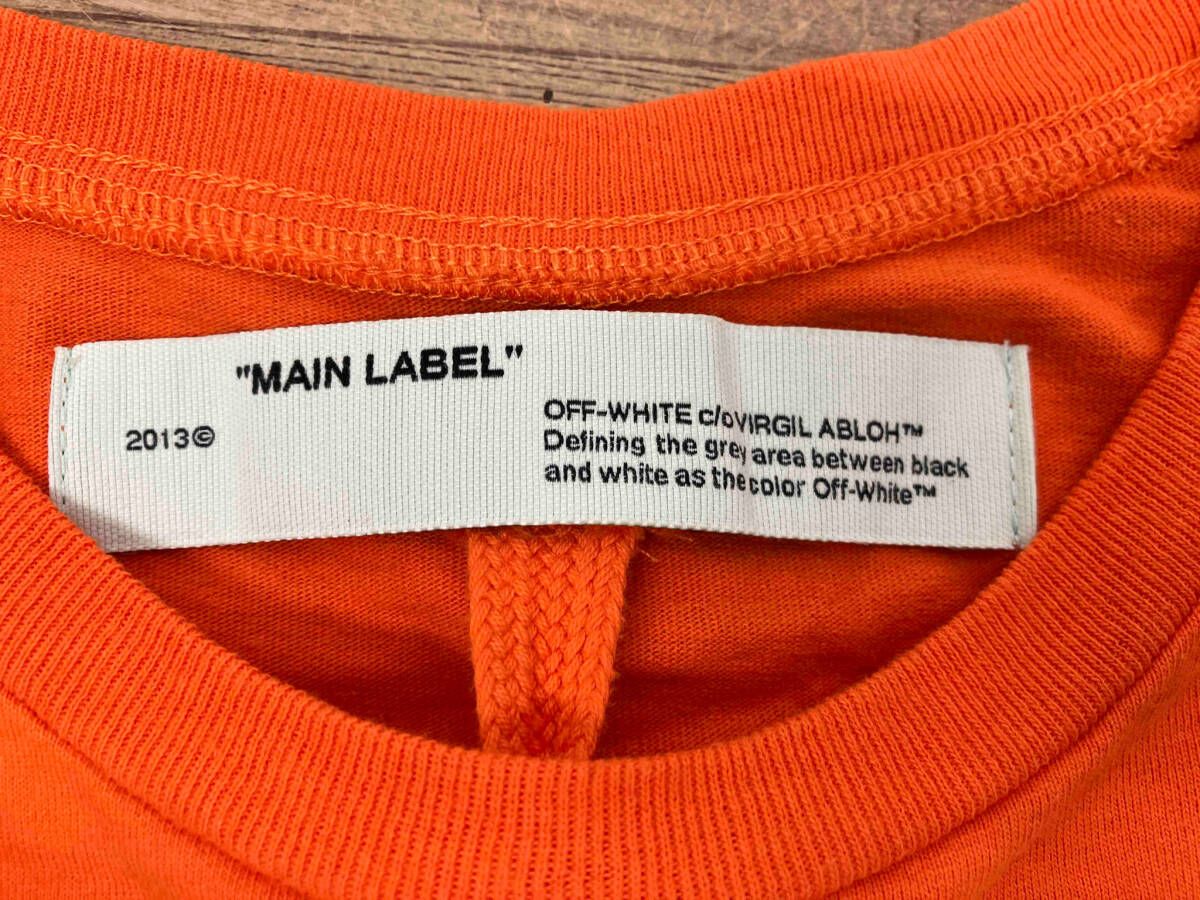 "MAIN LABEL"
2013©
OFF-WHITE c/o VIRGIL ABLOH™
Defining the grey area between black
and white as the color Off-White™